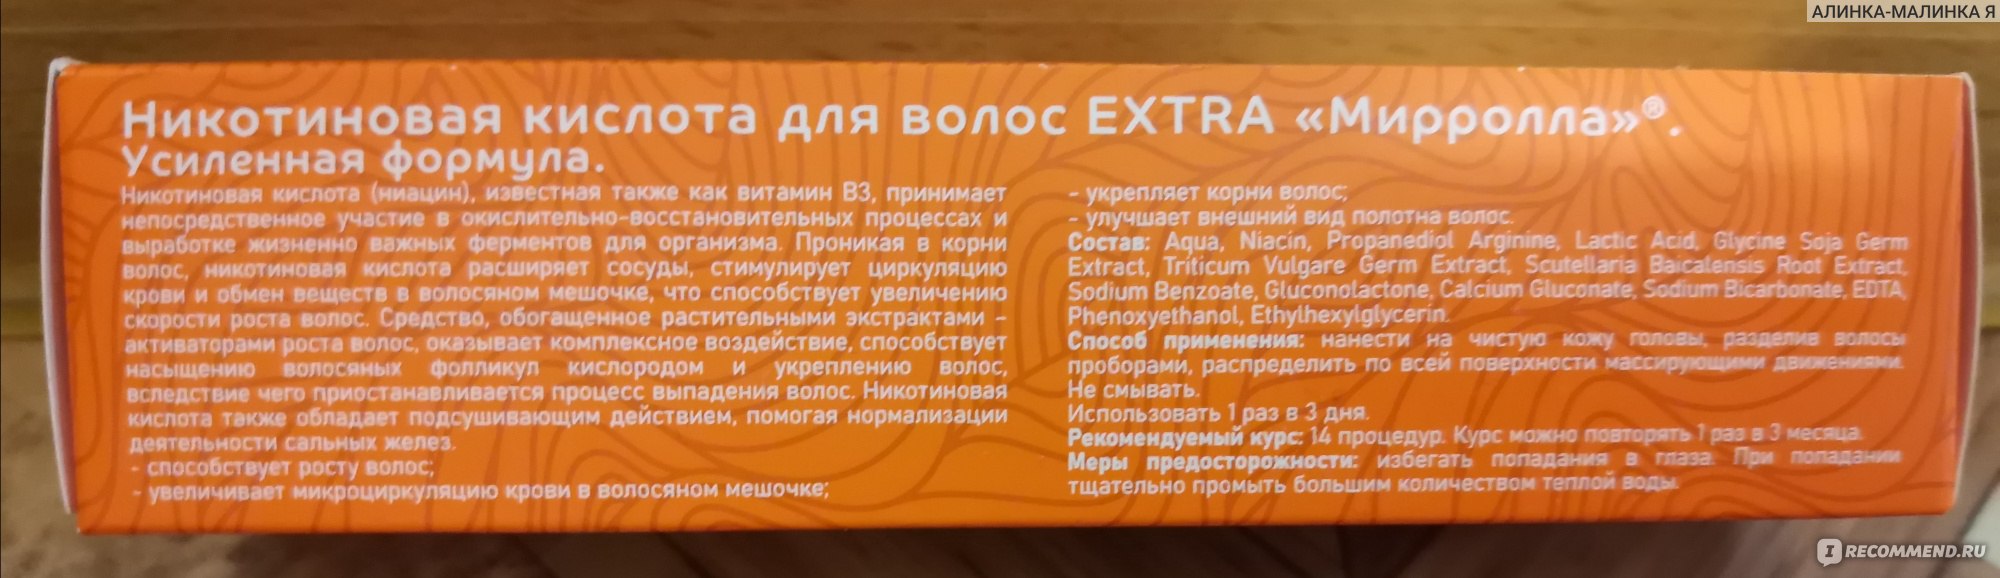 АЛИНКА-МАЛИНКА Я
Никотиновая кислота для волос EXTRA «Мирролла»®.
Усиленная формула.
Никотиновая кислота (ниацин), известная также как витамин B3, принимает
непосредственное участие в окислительно-восстановительных процессах и
выработке жизненно важных ферментов для организма. Проникая в корни
волос, никотиновая кислота расширяет сосуды, стимулирует циркуляцию
крови и обмен веществ в волосяном мешочке, что способствует увеличению
скорости роста волос. Средство, обогащенное растительными экстрактами –
активаторами роста волос, оказывает комплексное воздействие, способствует
насыщению волосяных фолликул кислородом и укреплению волос,
вследствие чего приостанавливается процесс выпадения волос. Никотиновая
кислота также обладает подсушивающим действием, помогая нормализации
деятельности сальных желез.
- способствует росту волос;
- увеличивает микроциркуляцию крови в волосяном мешочке;
- укрепляет корни волос;
- улучшает внешний вид полотна волос.
Состав: Aqua, Niacin, Propanediol Arginine, Lactic Acid, Glycine Soja Germ
Extract, Triticum Vulgare Germ Extract, Scutellaria Baicalensis Root Extract,
Sodium Benzoate, Gluconolactone, Calcium Gluconate, Sodium Bicarbonate, EDTA,
Phenoxyethanol, Ethylhexylglycerin.
Способ применения: нанести на чистую кожу головы, разделив волосы
проборами, распределить по всей поверхности массирующими движениями.
Не смывать.
Использовать 1 раз в 3 дня.
Рекомендуемый курс: 14 процедур. Курс можно повторять 1 раз в 3 месяца.
Меры предосторожности: избегать попадания в глаза. При попадании
тщательно промыть большим количеством теплой воды.
I RECOMMEND.RU